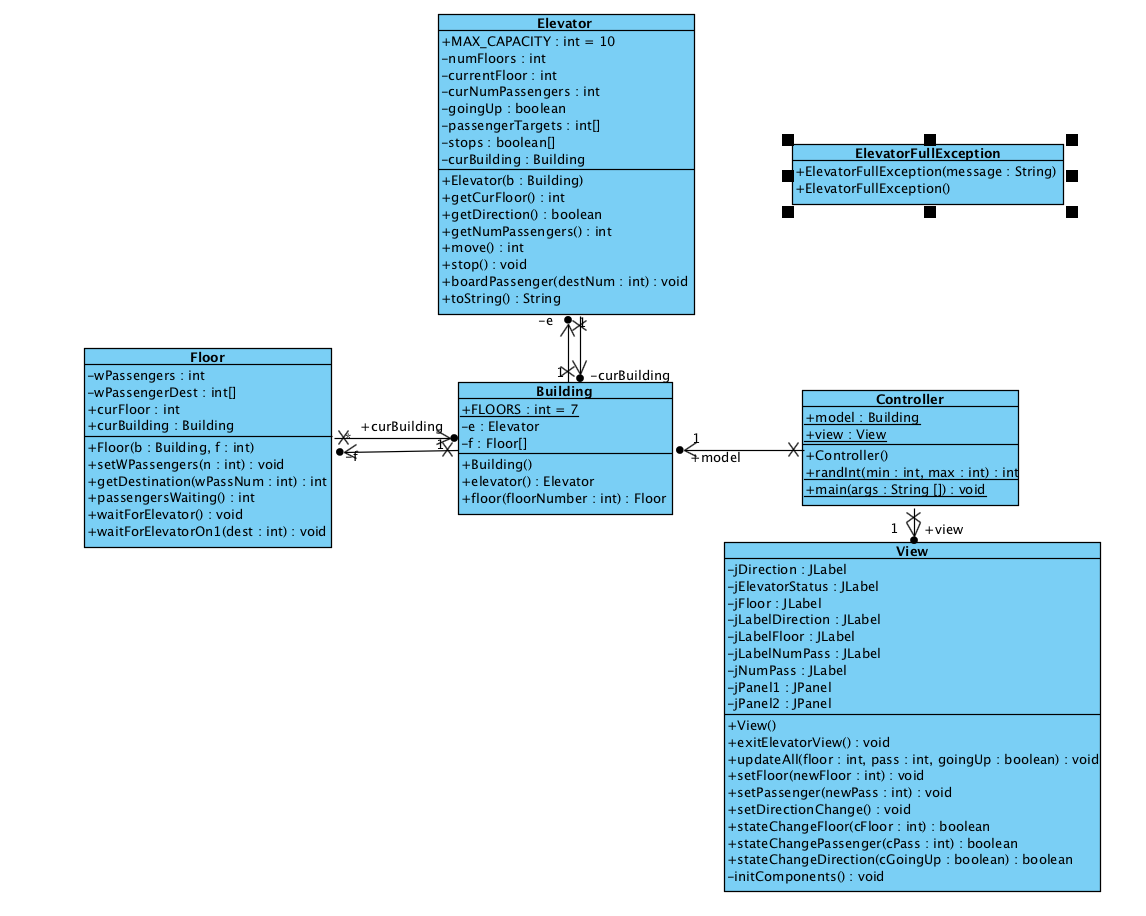 Elevator
+MAX_CAPACITY : int = 10
-numFloors : int
-currentFloor : int
-curNumPassengers : int
-goingUp : boolean
-passengerTargets : int[]
-stops : boolean[]
-curBuilding : Building
+Elevator(b : Building)
+getCurFloor() : int
+getDirection() : boolean
+getNumPassengers() : int
+move() : int
+stop() : void
+boardPassenger(destNum : int) : void
+toString() : String
ElevatorFullException
+ElevatorFullException(message : String)
+ElevatorFullException()
-e
1
1
-curBuilding
Floor
-wPassengers : int
-wPassengerDest : int[]
+curFloor : int
+curBuilding : Building
+Floor(b : Building, f : int)
+setWPassengers(n : int) : void
+getDestination(wPassNum : int) : int
+passengersWaiting() : int
+waitForElevator() : void
+waitForElevatorOn1(dest : int) : void
+curBuilding
*
1
-f
Building
+FLOORS : int = 7
-e : Elevator
-f : Floor[]
+Building()
+elevator() : Elevator
+floor(floorNumber : int) : Floor
1
+model
Controller
+model : Building
+view : View
+Controller()
+randInt(min : int, max : int) : int
+main(args : String []) : void
1
+view
View
-jDirection : JLabel
-jElevatorStatus : JLabel
-jFloor : JLabel
-jLabelDirection : JLabel
-jLabelFloor : JLabel
-jLabelNumPass : JLabel
-jNumPass : JLabel
-jPanel1 : JPanel
-jPanel2 : JPanel
+View()
+exitElevatorView() : void
+updateAll(floor : int, pass : int, goingUp : boolean) : void
+setFloor(newFloor : int) : void
+setPassenger(newPass : int) : void
+setDirectionChange() : void
+stateChangeFloor(cFloor : int) : boolean
+stateChangePassenger(cPass : int) : boolean
+stateChangeDirection(cGoingUp : boolean) : boolean
-initComponents() : void